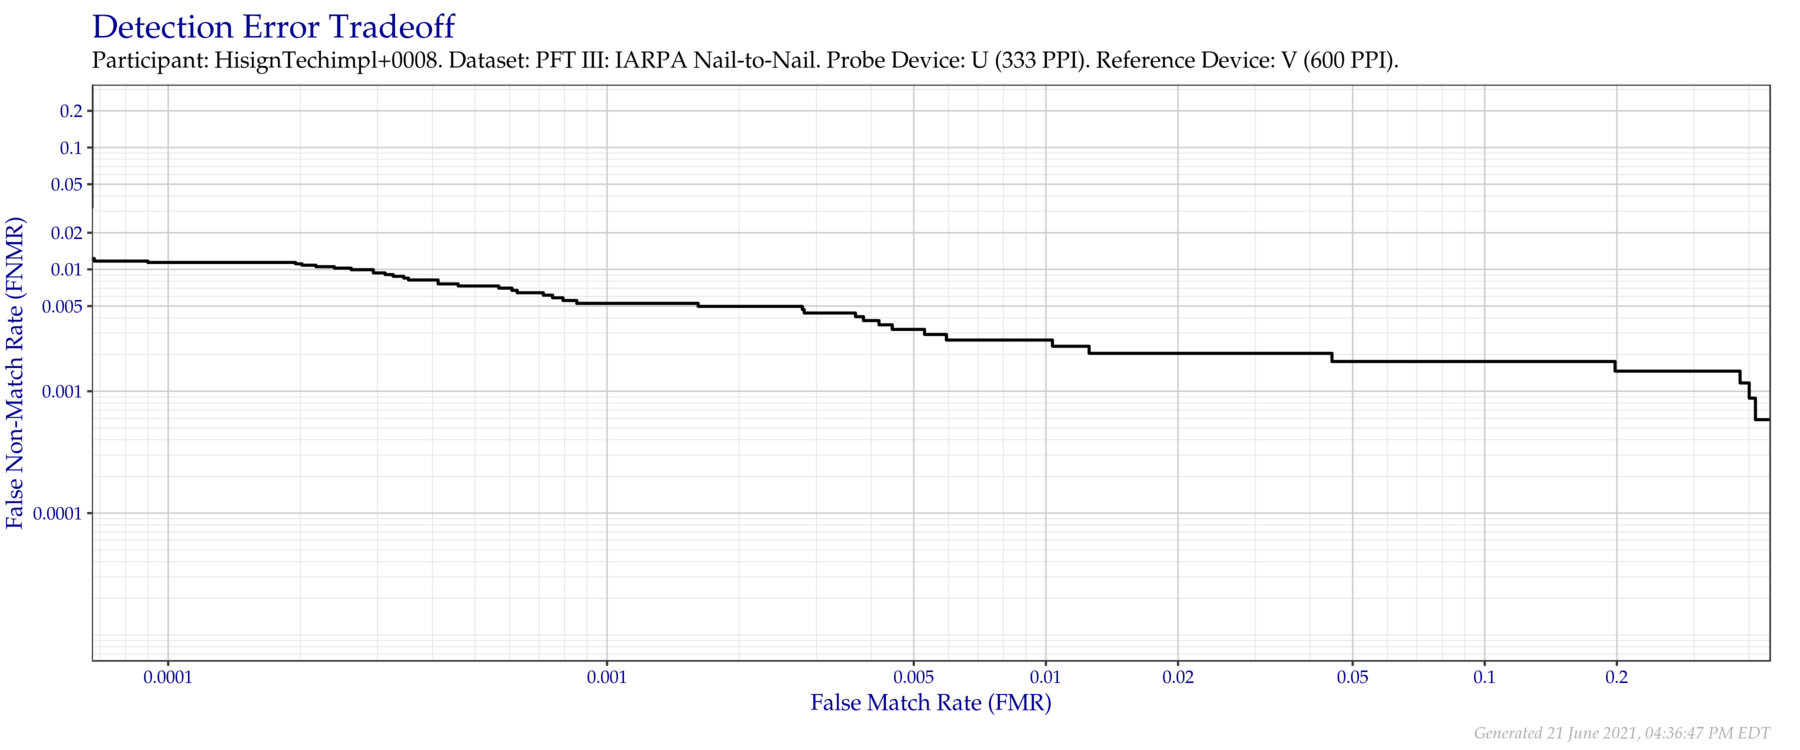 Detection Error Tradeoff
Participant: HisignTechimpl+0008. Dataset: PFT III: IARPA Nail-to-Nail. Probe Device: U (333 PPI). Reference Device: V (600 PPI).
0.2
0.1
0.05
0.02
0.01
0.005
0.001
0.0001
False Non-Match Rate (FNMR)
0.0001 0.001 0.005 0.01 0.02 0.05 0.1 0.2
False Match Rate (FMR)
Generated 21 June 2021, 04:36:47 PM EDT